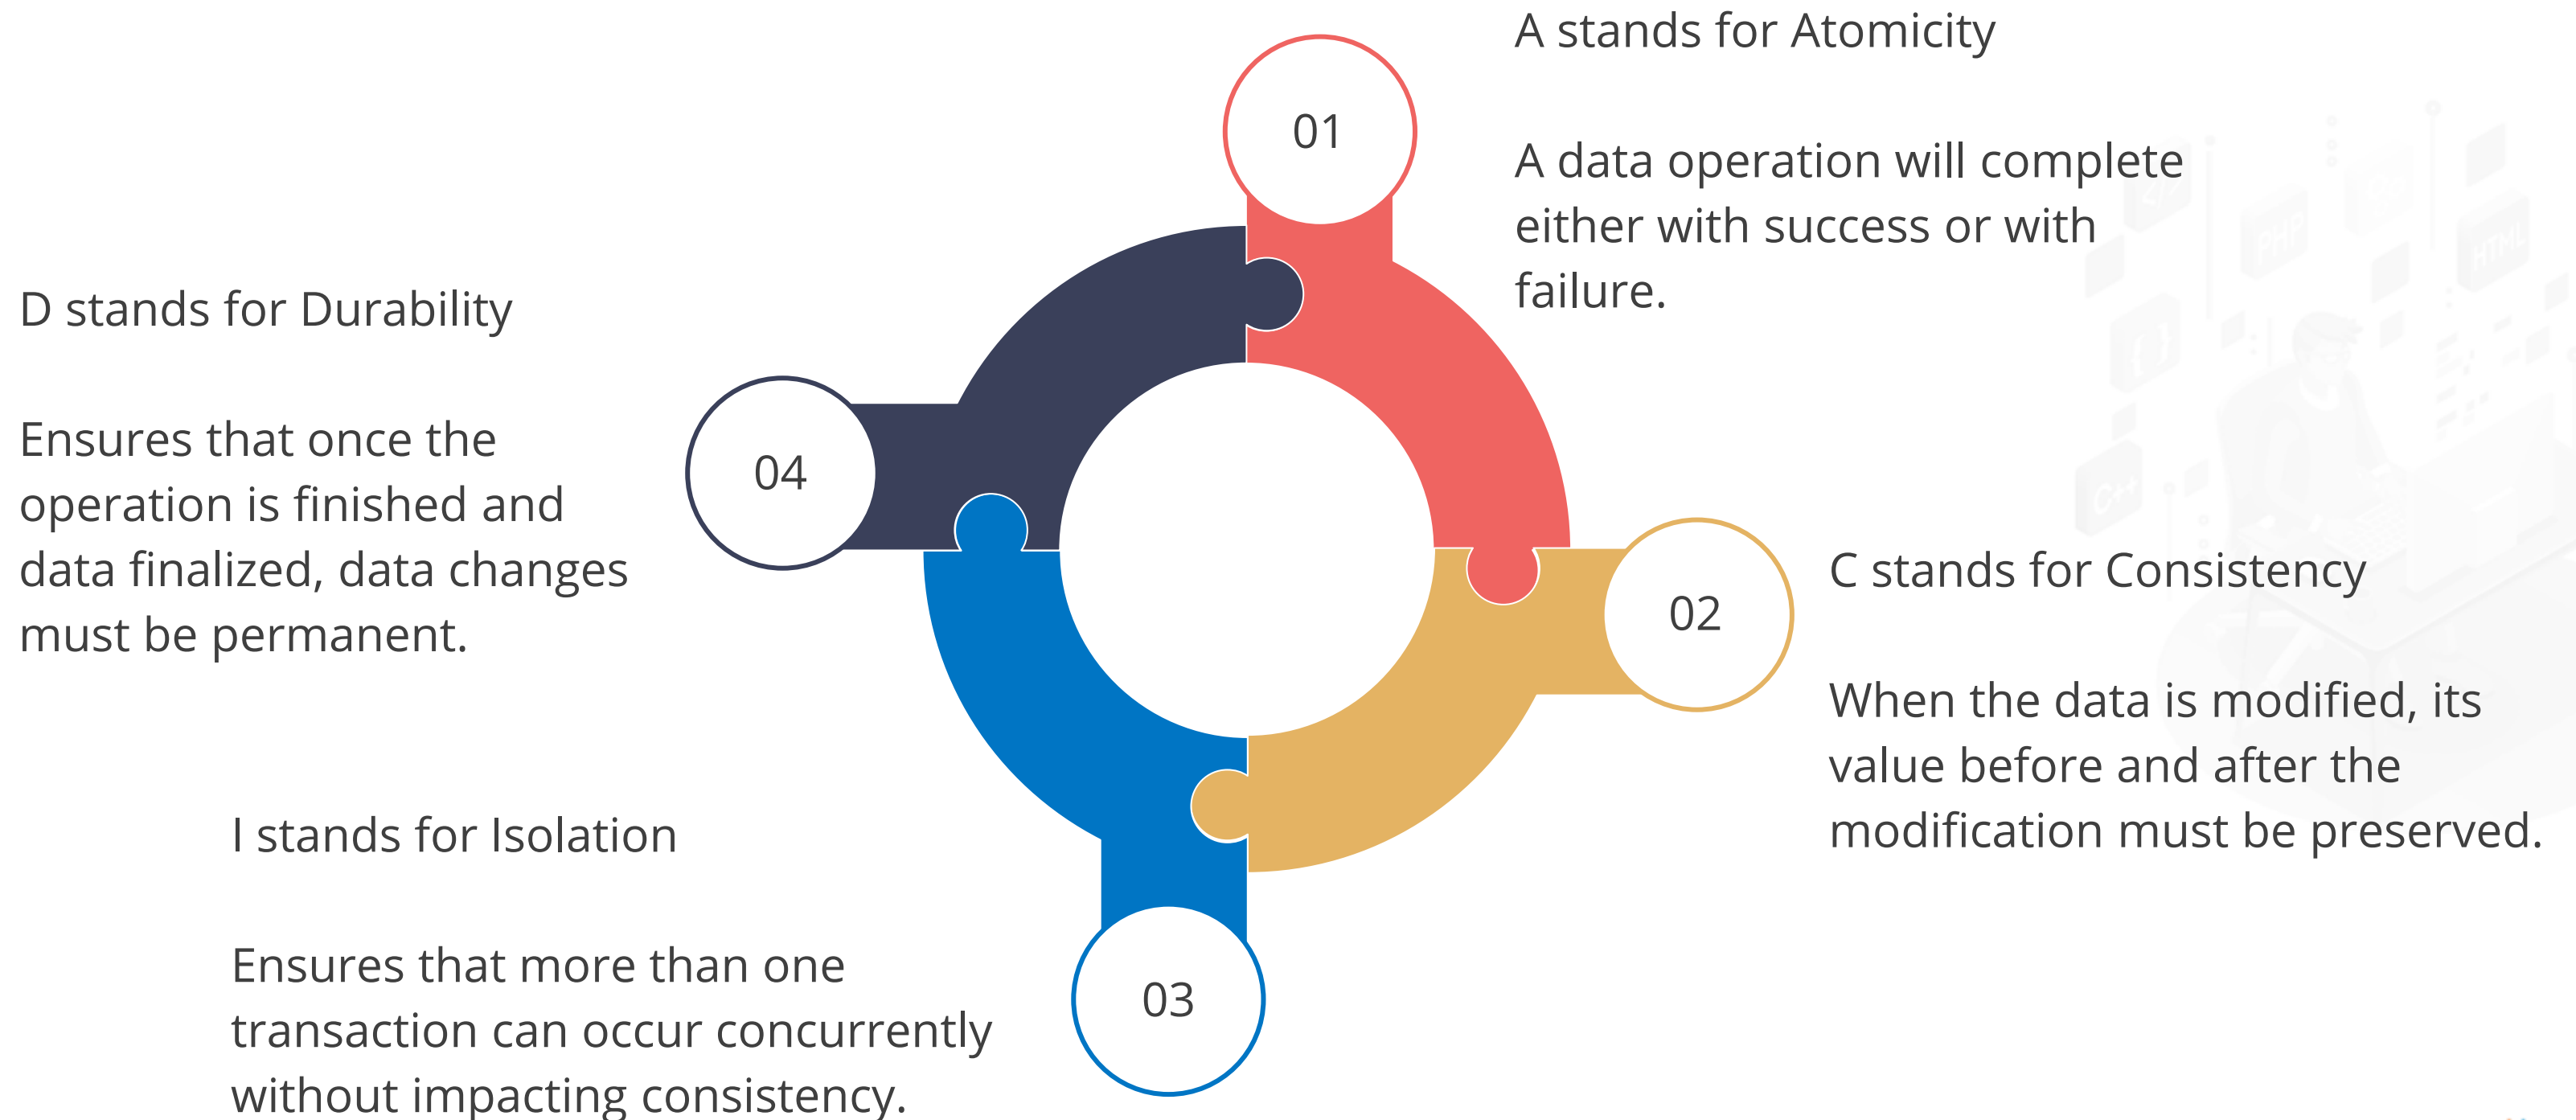 A stands for Atomicity
A data operation will complete
either with success or with
failure.
01
D stands for Durability
Ensures that once the
operation is finished and
data finalized, data changes
must be permanent.
04
C stands for Consistency
When the data is modified, its
value before and after the
modification must be preserved.
02
I stands for Isolation
Ensures that more than one
transaction can occur concurrently
without impacting consistency.
03
PHP
HTML
{ }
C++